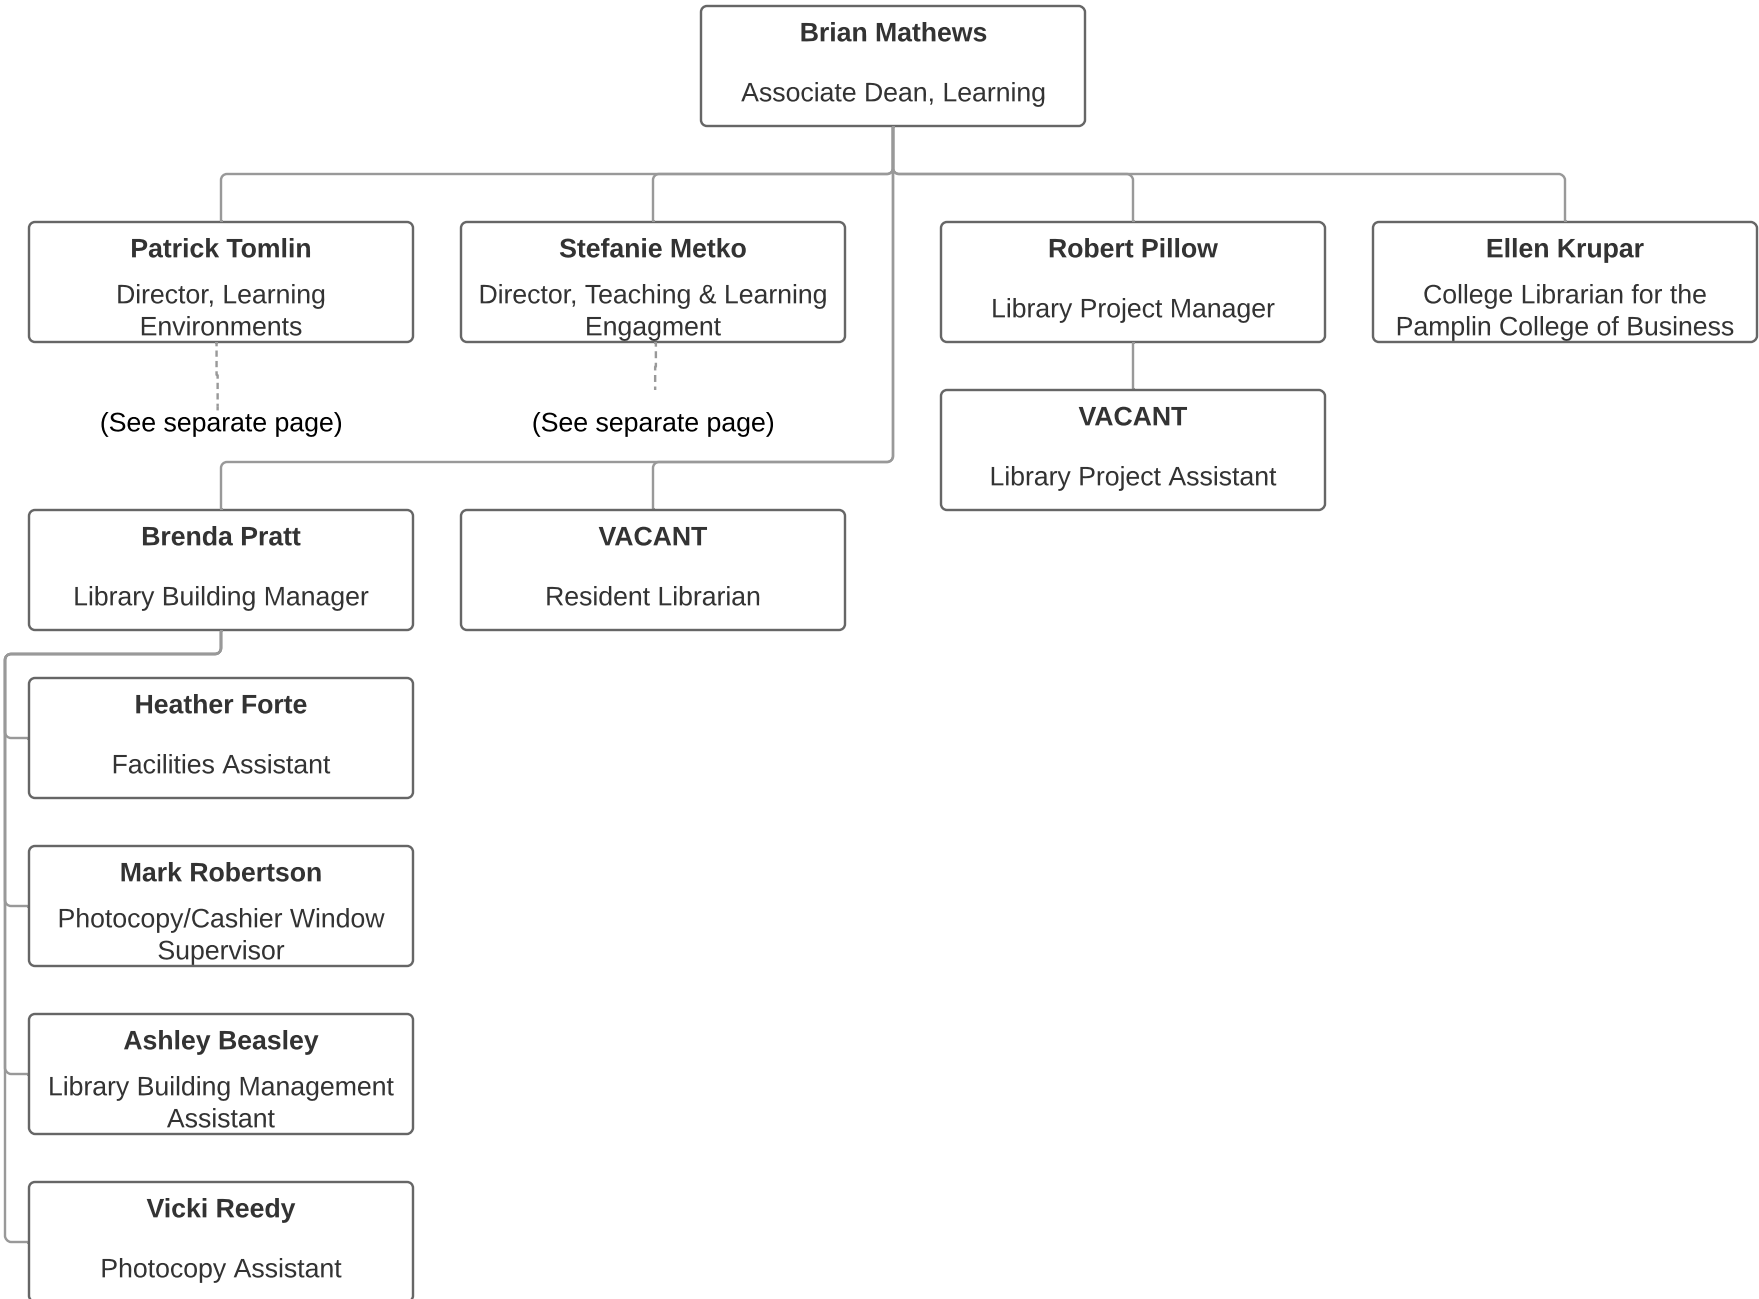 Brian Mathews
Associate Dean, Learning
Patrick Tomlin
Director, Learning
Environments
Stefanie Metko
Director, Teaching & Learning
Engagment
Robert Pillow
Library Project Manager
Ellen Krupar
College Librarian for the
Pamplin College of Business
(See separate page)
(See separate page)
VACANT
Library Project Assistant
Brenda Pratt
Library Building Manager
VACANT
Resident Librarian
Heather Forte
Facilities Assistant
Mark Robertson
Photocopy/Cashier Window
Supervisor
Ashley Beasley
Library Building Management
Assistant
Vicki Reedy
Photocopy Assistant